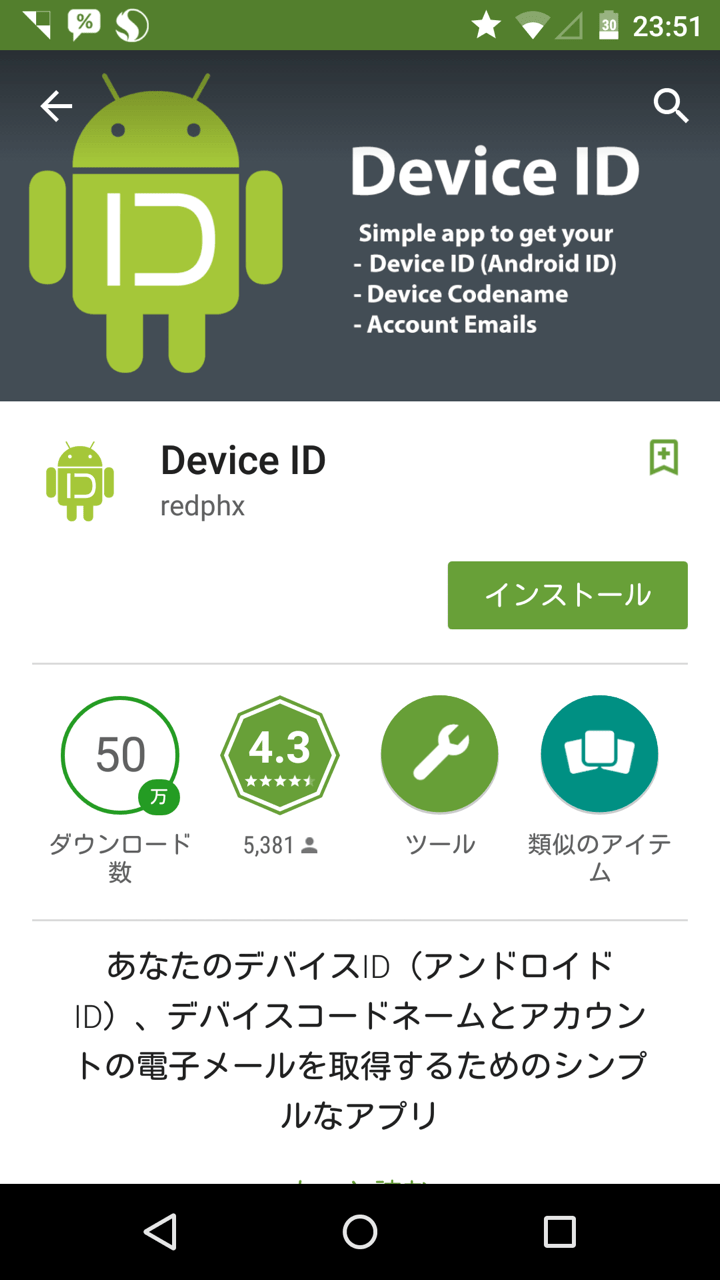 %
30
23:51
ID
Device ID
Simple app to get your
- Device ID (Android ID)
- Device Codename
- Account Emails
ID
Device ID
redphx
インストール
50
万
4.3
ダウンロード
数
5,381
ツール
類似のアイテ
ム
あなたのデバイスID（アンドロイド
ID）、デバイスコードネームとアカウン
トの電子メールを取得するためのシンプ
ルなアプリ